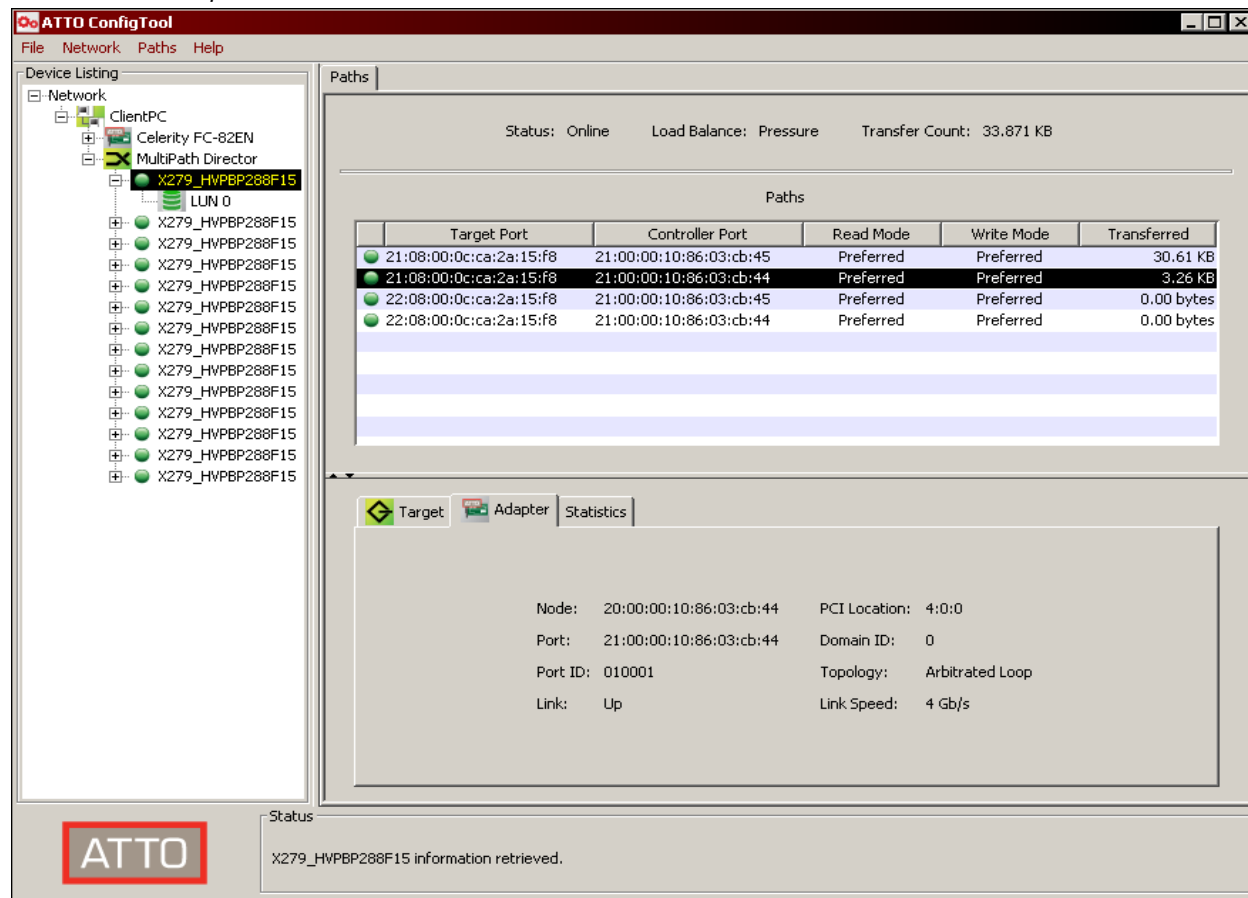 ATTO ConfigTool
File Network Paths Help
Device Listing
Network
ClientPC
Celerity FC-82EN
MultiPath Director
X279_HVPBP288F15
LUN 0
X279_HVPBP288F15
X279_HVPBP288F15
X279_HVPBP288F15
X279_HVPBP288F15
X279_HVPBP288F15
X279_HVPBP288F15
X279_HVPBP288F15
X279_HVPBP288F15
X279_HVPBP288F15
X279_HVPBP288F15
X279_HVPBP288F15
X279_HVPBP288F15
X279_HVPBP288F15
Paths
Status: Online Load Balance: Pressure Transfer Count: 33.871 KB
Paths
Target Port Controller Port Read Mode Write Mode Transferred
21:08:00:0c:ca:2a:15:f8 21:00:00:10:86:03:cb:45 Preferred Preferred 30.61 KB
21:08:00:0c:ca:2a:15:f8 21:00:00:10:86:03:cb:44 Preferred Preferred 3.26 KB
22:08:00:0c:ca:2a:15:f8 21:00:00:10:86:03:cb:45 Preferred Preferred 0.00 bytes
22:08:00:0c:ca:2a:15:f8 21:00:00:10:86:03:cb:44 Preferred Preferred 0.00 bytes
Target Adapter Statistics
Node: 20:00:00:10:86:03:cb:44 PCI Location: 4:0:0
Port: 21:00:00:10:86:03:cb:44 Domain ID: 0
Port ID: 010001 Topology: Arbitrated Loop
Link: Up Link Speed: 4 Gb/s
ATTO
Status
X279_HVPBP288F15 information retrieved.